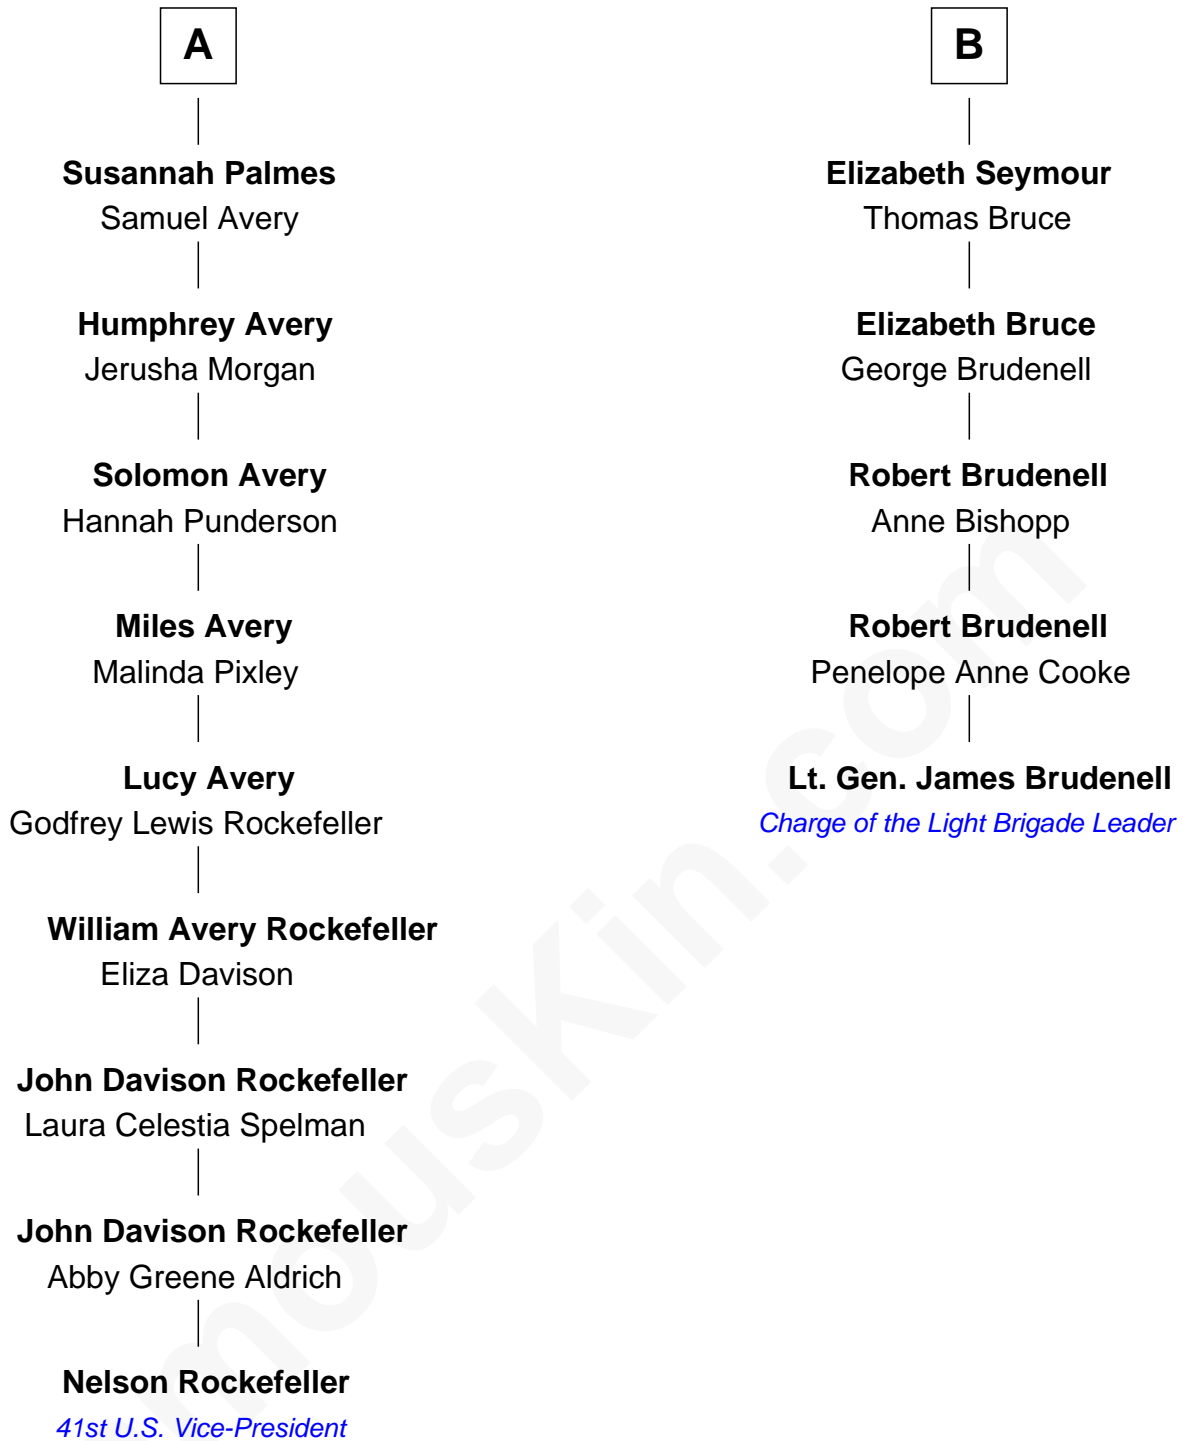 A
Susannah Palmes
Samuel Avery
Humphrey Avery
Jerusha Morgan
Solomon Avery
Hannah Punderson
Miles Avery
Malinda Pixley
Lucy Avery
Godfrey Lewis Rockefeller
William Avery Rockefeller
Eliza Davison
John Davison Rockefeller
Laura Celestia Spelman
John Davison Rockefeller
Abby Greene Aldrich
Nelson Rockefeller
41st U.S. Vice-President
B
Elizabeth Seymour
Thomas Bruce
Elizabeth Bruce
George Brudenell
Robert Brudenell
Anne Bishopp
Robert Brudenell
Penelope Anne Cooke
Lt. Gen. James Brudenell
Charge of the Light Brigade Leader
mousKin.com